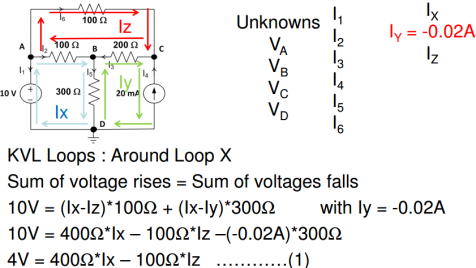 I6
100 Ω
Iz
A
I2
100 Ω
B
200 Ω
C
I3
I1
I5
Iy
I4
10 V
300 Ω
20 mA
Ix
D
Unknowns
VA
VB
VC
VD
I1
I2
I3
I4
I5
I6
IX
IY = -0.02A
IZ
KVL Loops : Around Loop X
Sum of voltage rises = Sum of voltages falls
10V = (Ix-Iz)*100Ω + (Ix-Iy)*300Ω with Iy = -0.02A
10V = 400Ω*Ix – 100Ω*Iz –(-0.02A)*300Ω
4V = 400Ω*Ix – 100Ω*Iz …………(1)